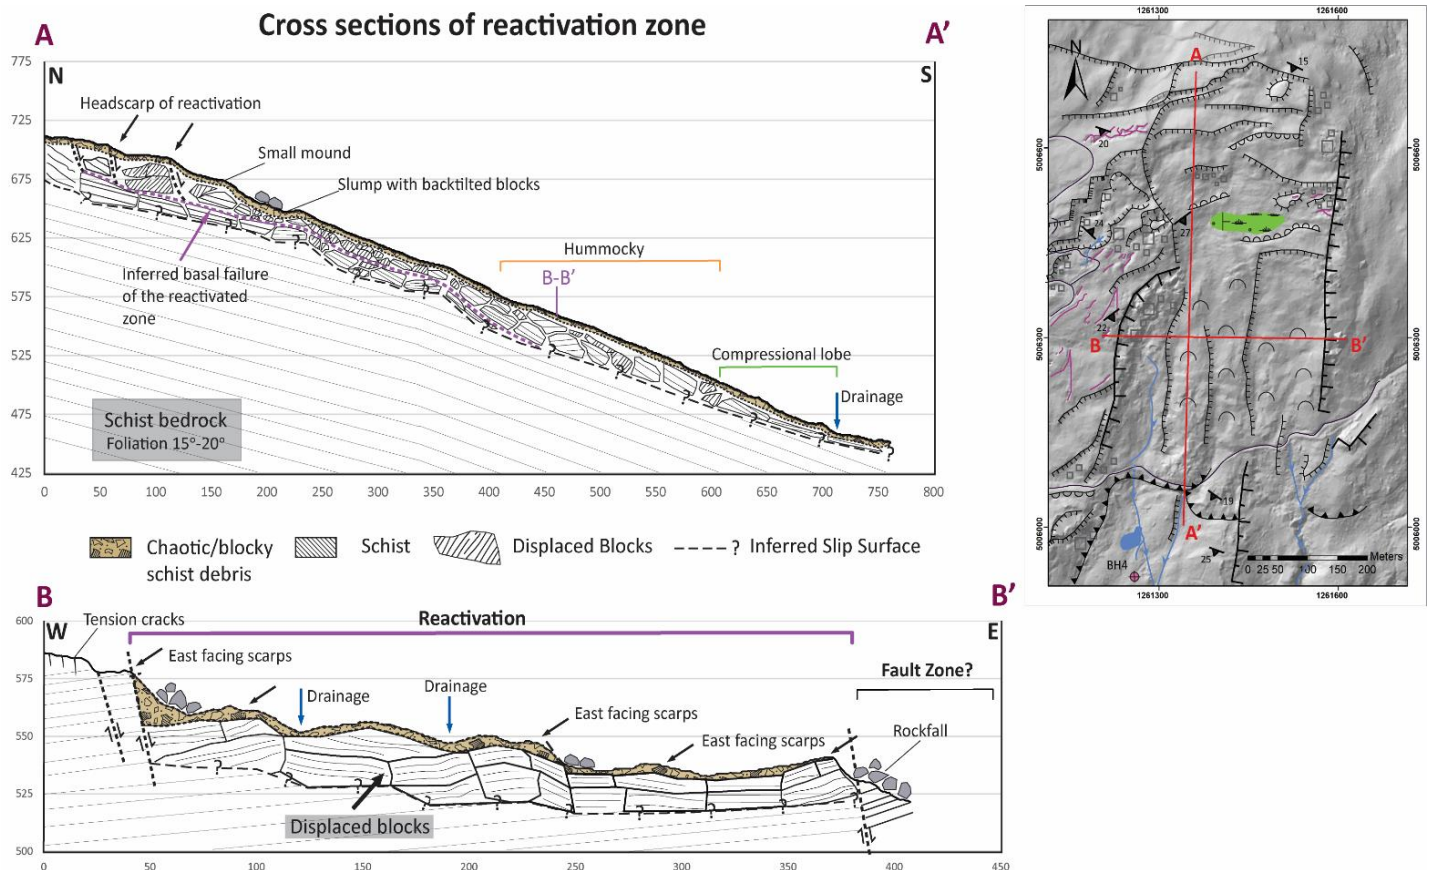 Cross sections of reactivation zone
A
A'
775
N
S
Headscarp of reactivation
725
Small mound
675
Slump with backtilted blocks
625
Hummocky
Inferred basal failure
of the reactivated
zone
B-B'
575
525
Compressional lobe
Drainage
475
Schist bedrock
Foliation 15°-20°
425
0 50 100 150 200 250 300 350 400 450 500 550 600 650 700 750 800
? ? ? ? ? ? ? ? ? ? ?
Chaotic/blocky
schist debris
Schist
Displaced Blocks
? Inferred Slip Surface
B
B'
600
W
E
Tension cracks
Reactivation
East facing scarps
575
Fault Zone?
Drainage
Drainage
East facing scarps
550
East facing scarps
Rockfall
525
Displaced blocks
500
? ? ? ? ? ? ? ?
0 50 100 150 200 250 300 350 400 450
1261300 1261600
N
A
15
20
5006600 5006600
24
27
22
B
B'
5006300 5006300
19
A'
25
BH4
5006000 5006000
Meters
0 25 50 100 150 200
1261300 1261600